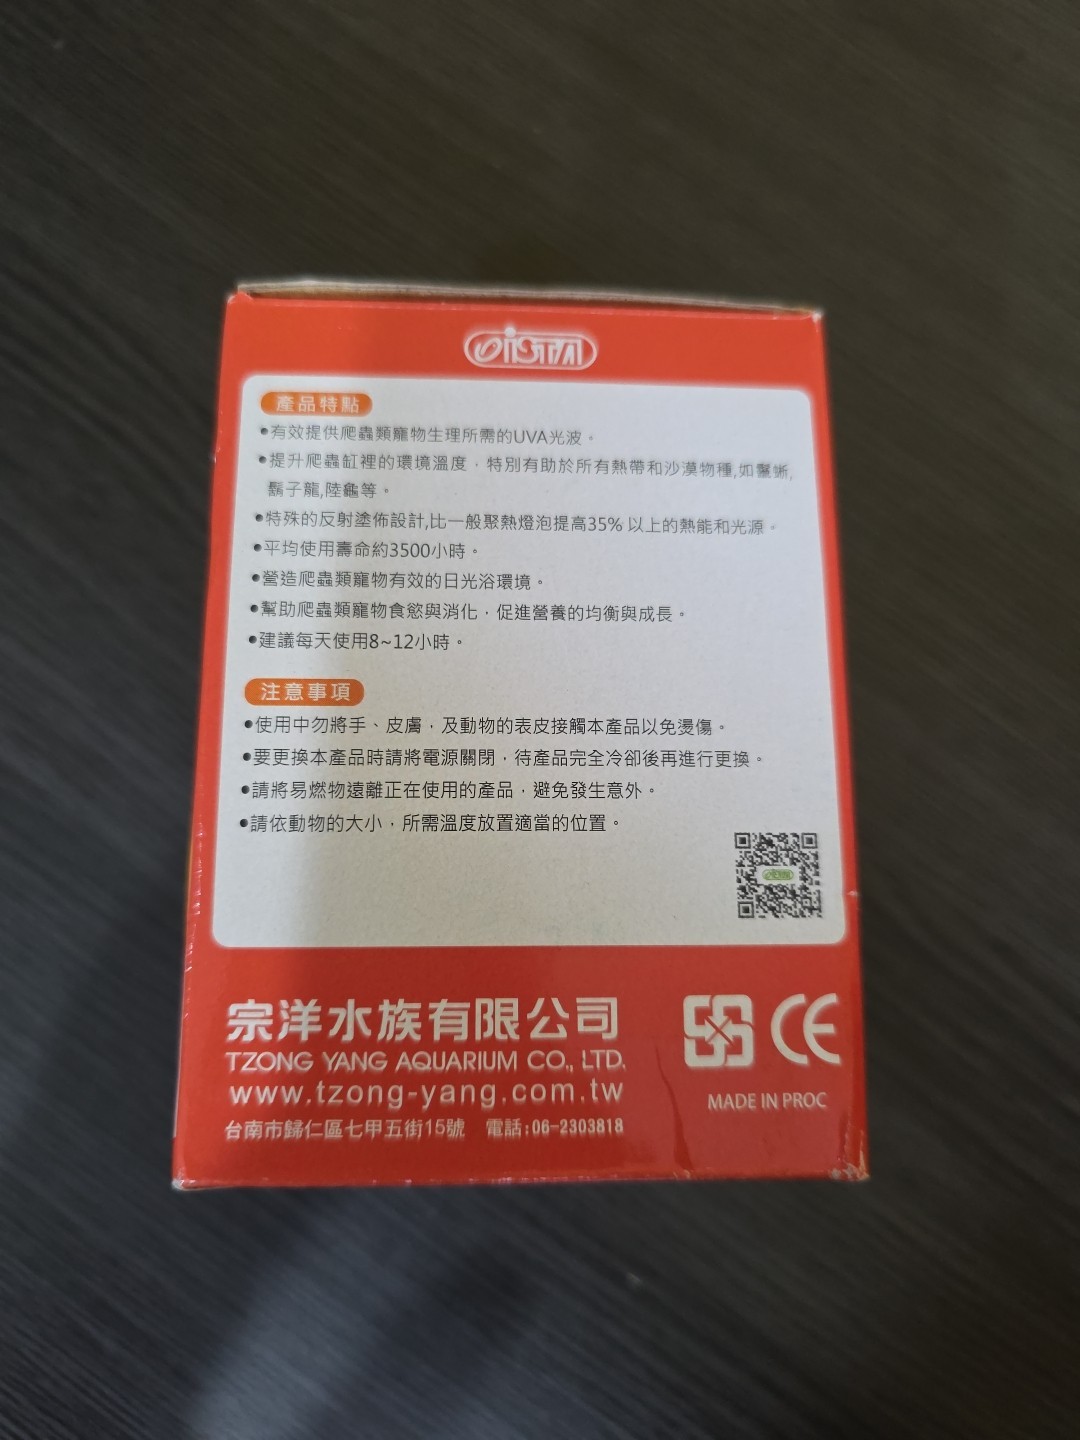 ISTA
產品特點
•有效提供爬蟲類寵物生理所需的UVA光波。
•提升爬蟲缸裡的環境溫度，特別有助於所有熱帶和沙漠物種,如鬣蜥,
鬍子龍,陸龜等。
•特殊的反射塗佈設計,比一般聚熱燈泡提高35% 以上的熱能和光源。
•平均使用壽命約3500小時。
•營造爬蟲類寵物有效的日光浴環境。
•幫助爬蟲類寵物食慾與消化，促進營養的均衡與成長。
•建議每天使用8~12小時。
注意事項
•使用中勿將手、皮膚，及動物的表皮接觸本產品以免燙傷。
•要更換本產品時請將電源關閉，待產品完全冷卻後再進行更換。
•請將易燃物遠離正在使用的產品，避免發生意外。
•請依動物的大小，所需溫度放置適當的位置。
宗洋水族有限公司
TZONG YANG AQUARIUM CO., LTD.
www.tzong-yang.com.tw
台南市歸仁區七甲五街15號 電話:06-2303818
CE
MADE IN PROC